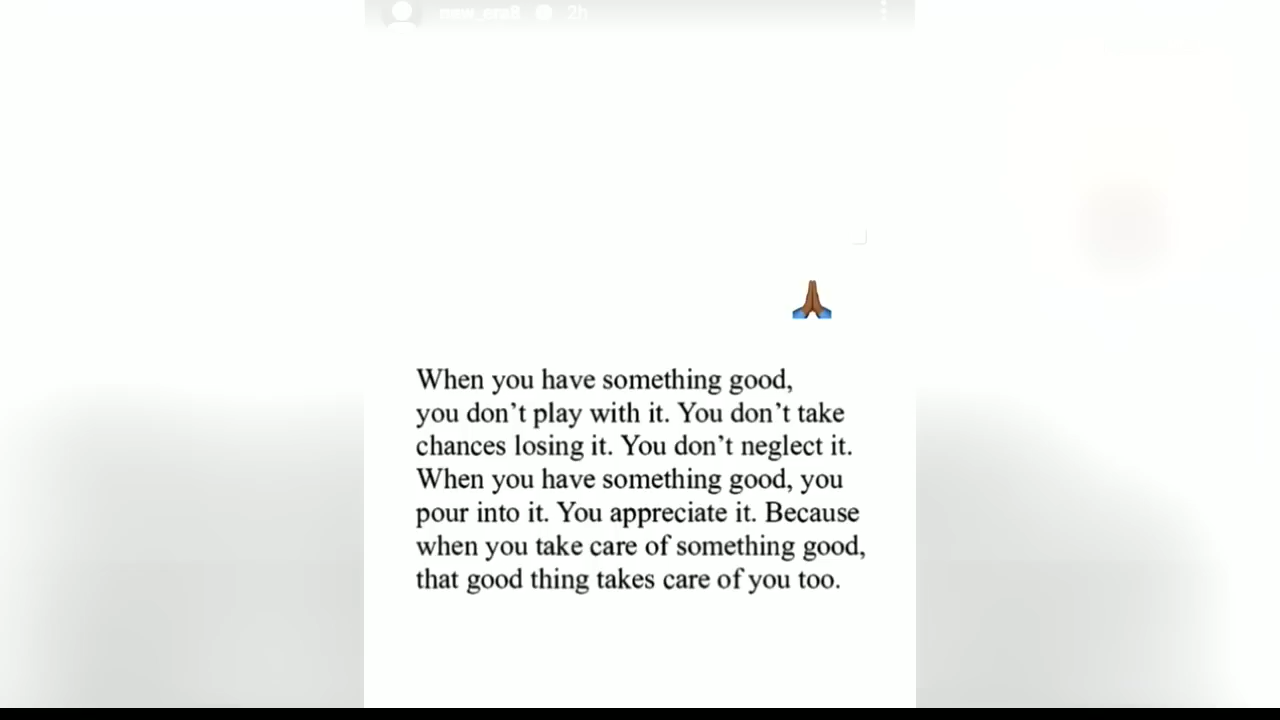 2h
When you have something good,
you don’t play with it. You don’t take
chances losing it. You don’t neglect it.
When you have something good, you
pour into it. You appreciate it. Because
when you take care of something good,
that good thing takes care of you too.